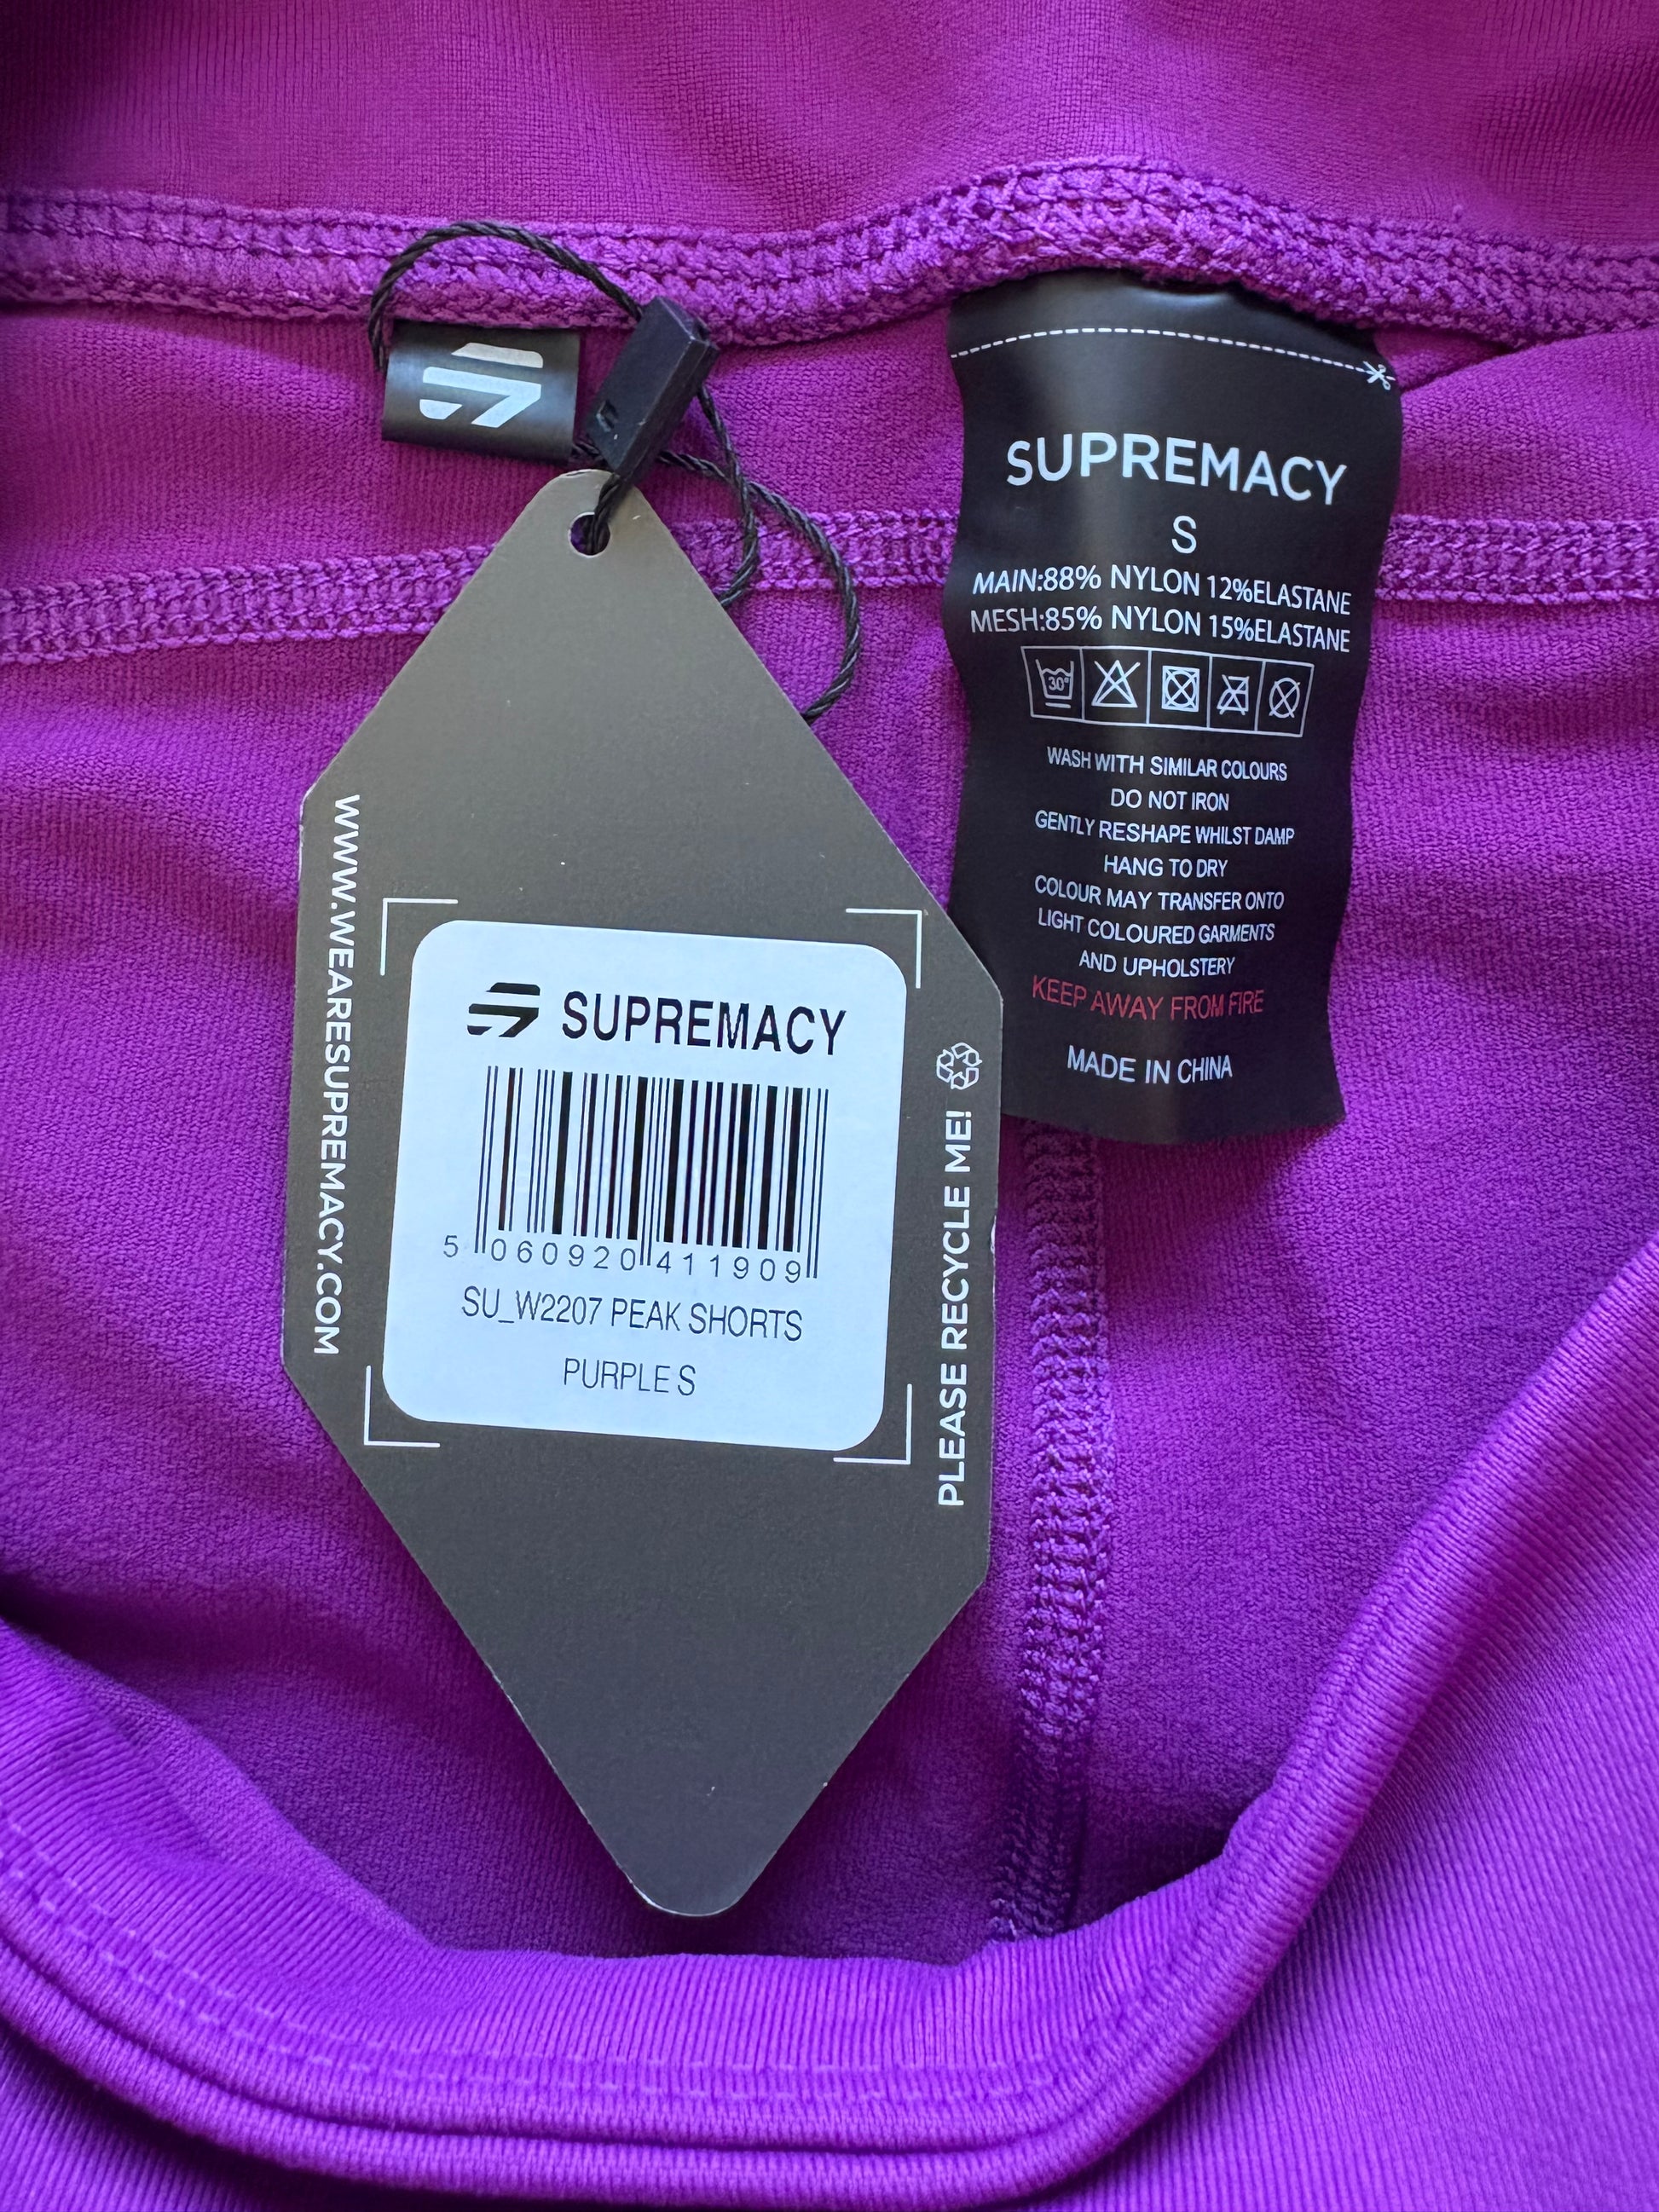 SUPREMACY
S
MAIN:88% NYLON 12%ELASTANE
MESH:85% NYLON 15%ELASTANE
30°
WASH WITH SIMILAR COLOURS
DO NOT IRON
GENTLY RESHAPE WHILST DAMP
HANG TO DRY
COLOUR MAY TRANSFER ONTO
LIGHT COLOURED GARMENTS
AND UPHOLSTERY
KEEP AWAY FROM FIRE
MADE IN CHINA
WWW.WEARESUPREMACY.COM
SUPREMACY
5 060920 411909
SU_W2207 PEAK SHORTS
PURPLE S
PLEASE RECYCLE ME!